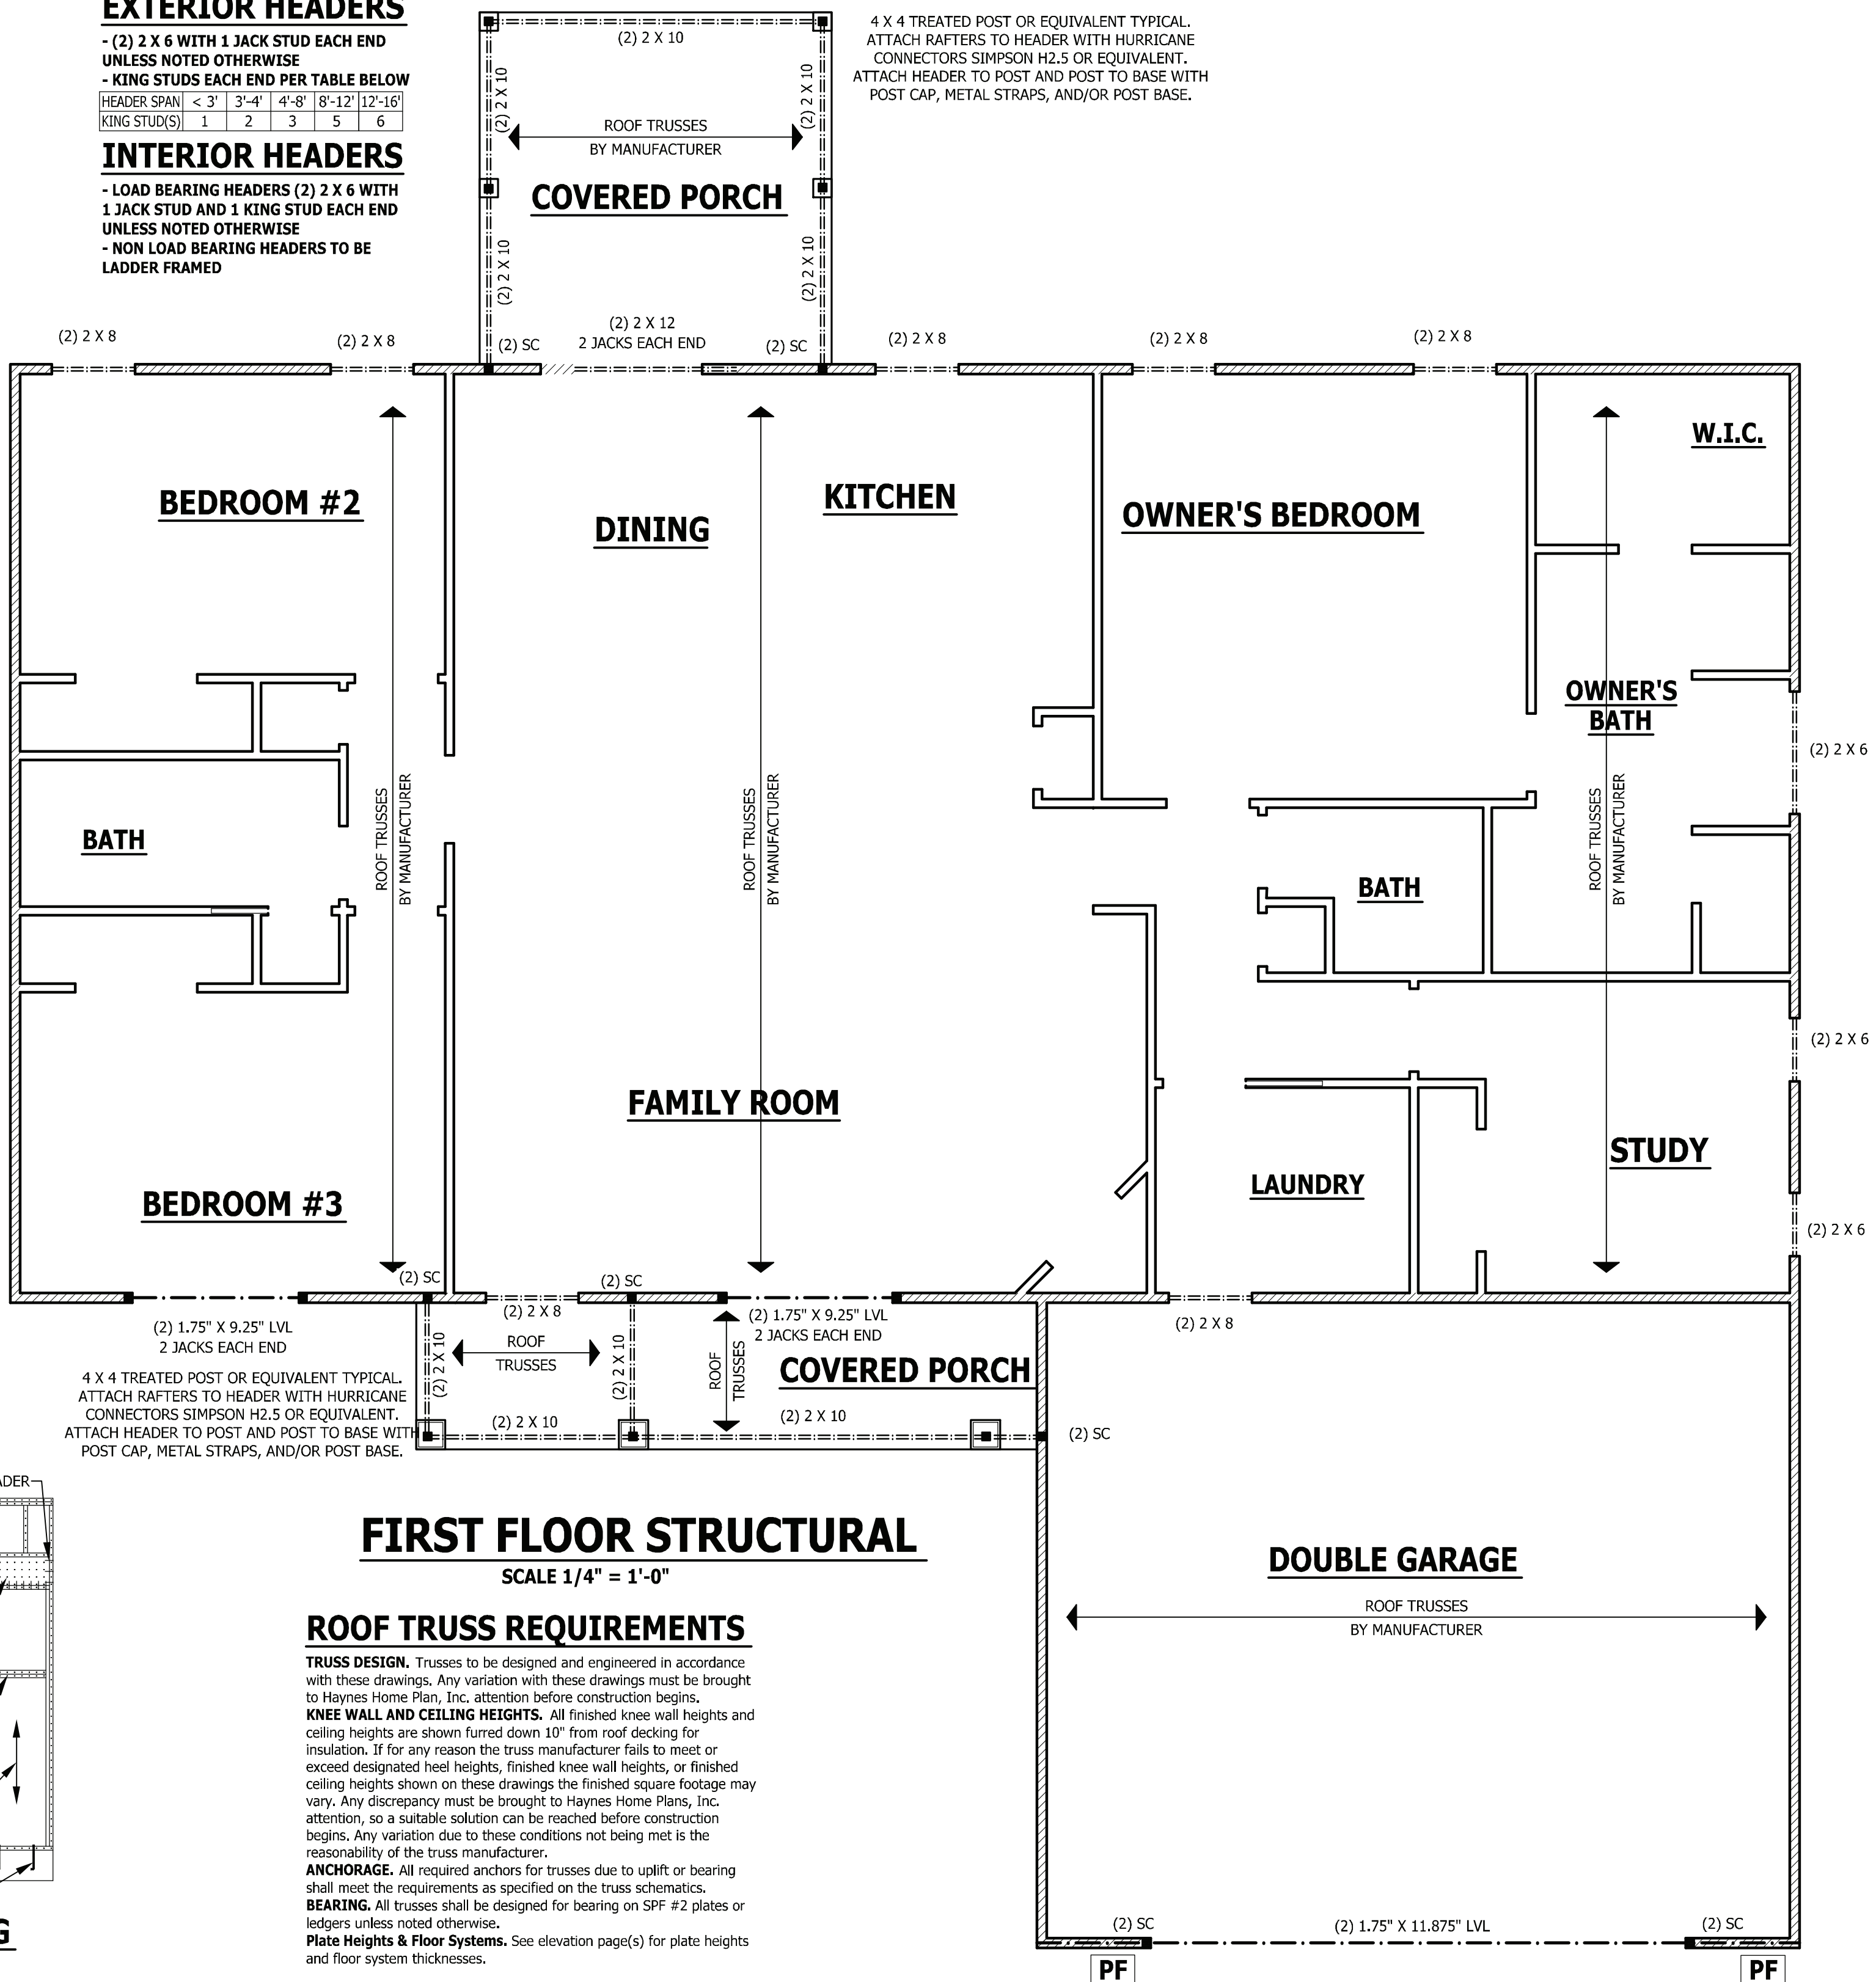 EXTERIOR HEADERS
- (2) 2 X 6 WITH 1 JACK STUD EACH END
UNLESS NOTED OTHERWISE
- KING STUDS EACH END PER TABLE BELOW
HEADER SPAN < 3' 3'-4' 4'-8' 8'-12' 12'-16'
KING STUD(S) 1 2 3 5 6
INTERIOR HEADERS
- LOAD BEARING HEADERS (2) 2 X 6 WITH
1 JACK STUD AND 1 KING STUD EACH END
UNLESS NOTED OTHERWISE
- NON LOAD BEARING HEADERS TO BE
LADDER FRAMED
(2) 2 X 10
(2) 2 X 10
(2) 2 X 10
ROOF TRUSSES
BY MANUFACTURER
COVERED PORCH
(2) 2 X 10
(2) 2 X 10
4 X 4 TREATED POST OR EQUIVALENT TYPICAL.
ATTACH RAFTERS TO HEADER WITH HURRICANE
CONNECTORS SIMPSON H2.5 OR EQUIVALENT.
ATTACH HEADER TO POST AND POST TO BASE WITH
POST CAP, METAL STRAPS, AND/OR POST BASE.
(2) 2 X 8
(2) 2 X 8
(2) SC
(2) 2 X 12
2 JACKS EACH END
(2) SC
(2) 2 X 8
(2) 2 X 8
(2) 2 X 8
W.I.C.
BEDROOM #2
DINING
KITCHEN
OWNER'S BEDROOM
OWNER'S
BATH
(2) 2 X 6
ROOF TRUSSES
BY MANUFACTURER
ROOF TRUSSES
BY MANUFACTURER
ROOF TRUSSES
BY MANUFACTURER
BATH
BATH
(2) 2 X 6
FAMILY ROOM
STUDY
LAUNDRY
BEDROOM #3
(2) 2 X 6
(2) SC
(2) SC
(2) 2 X 8
(2) 1.75" X 9.25" LVL
2 JACKS EACH END
(2) 1.75" X 9.25" LVL
2 JACKS EACH END
(2) 2 X 8
(2) 2 X 10
ROOF
TRUSSES
(2) 2 X 10
ROOF
TRUSSES
COVERED PORCH
4 X 4 TREATED POST OR EQUIVALENT TYPICAL.
ATTACH RAFTERS TO HEADER WITH HURRICANE
CONNECTORS SIMPSON H2.5 OR EQUIVALENT.
ATTACH HEADER TO POST AND POST TO BASE WITH
POST CAP, METAL STRAPS, AND/OR POST BASE.
(2) 2 X 10
(2) 2 X 10
(2) SC
ADER
FIRST FLOOR STRUCTURAL
SCALE 1/4" = 1'-0"
DOUBLE GARAGE
ROOF TRUSSES
BY MANUFACTURER
ROOF TRUSS REQUIREMENTS
TRUSS DESIGN. Trusses to be designed and engineered in accordance
with these drawings. Any variation with these drawings must be brought
to Haynes Home Plan, Inc. attention before construction begins.
KNEE WALL AND CEILING HEIGHTS. All finished knee wall heights and
ceiling heights are shown furred down 10" from roof decking for
insulation. If for any reason the truss manufacturer fails to meet or
exceed designated heel heights, finished knee wall heights, or finished
ceiling heights shown on these drawings the finished square footage may
vary. Any discrepancy must be brought to Haynes Home Plans, Inc.
attention, so a suitable solution can be reached before construction
begins. Any variation due to these conditions not being met is the
reasonability of the truss manufacturer.
ANCHORAGE. All required anchors for trusses due to uplift or bearing
shall meet the requirements as specified on the truss schematics.
BEARING. All trusses shall be designed for bearing on SPF #2 plates or
ledgers unless noted otherwise.
Plate Heights & Floor Systems. See elevation page(s) for plate heights
and floor system thicknesses.
G
(2) SC
(2) 1.75" X 11.875" LVL
(2) SC
PF
PF